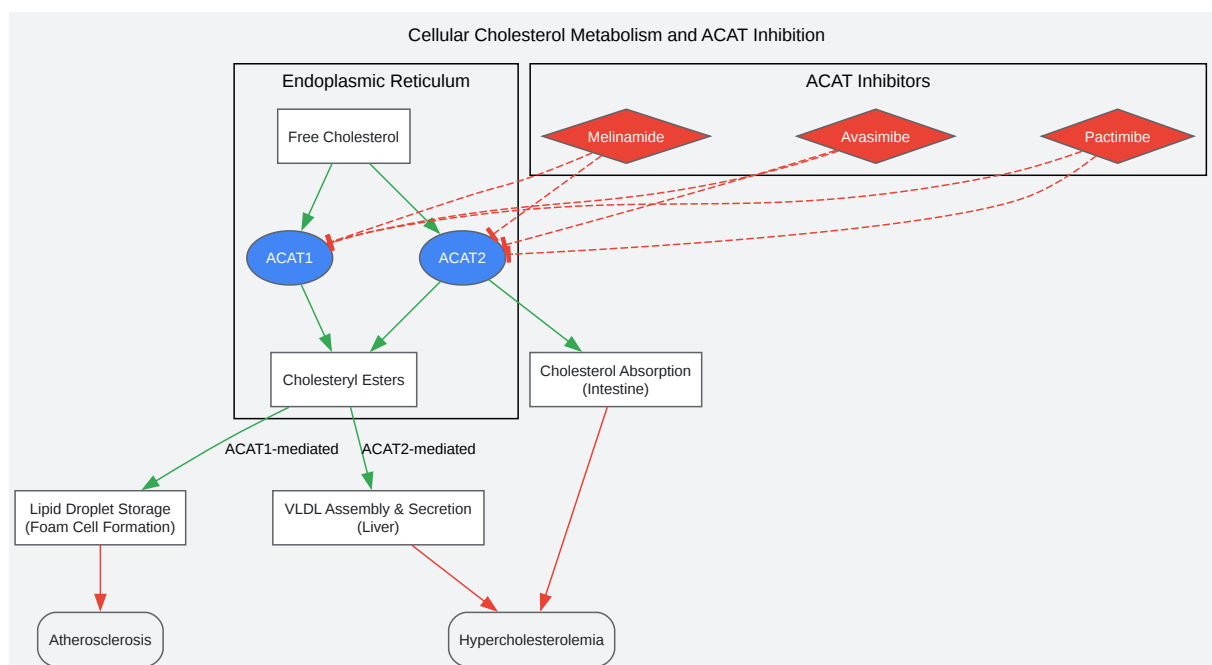 Cellular Cholesterol Metabolism and ACAT Inhibition
Endoplasmic Reticulum
ACAT Inhibitors
Free Cholesterol
Melinamide
Avasimibe
Pactimibe
ACAT1
ACAT2
Cholesteryl Esters
Cholesterol Absorption
(Intestine)
ACAT1-mediated
ACAT2-mediated
Lipid Droplet Storage
(Foam Cell Formation)
VLDL Assembly & Secretion
(Liver)
Atherosclerosis
Hypercholesterolemia